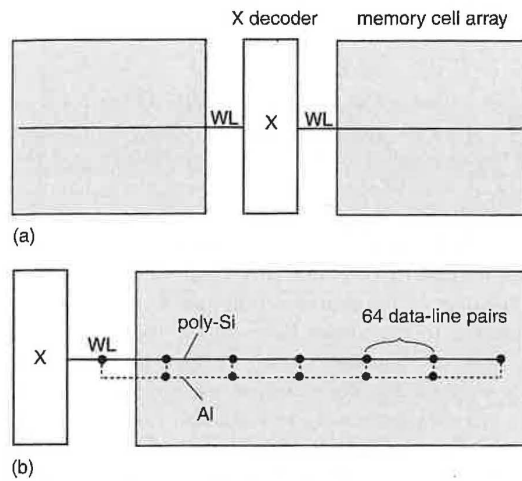 X decoder memory cell array
WL X WL
(a)
X WL poly-Si 64 data-line pairs
Al
(b)